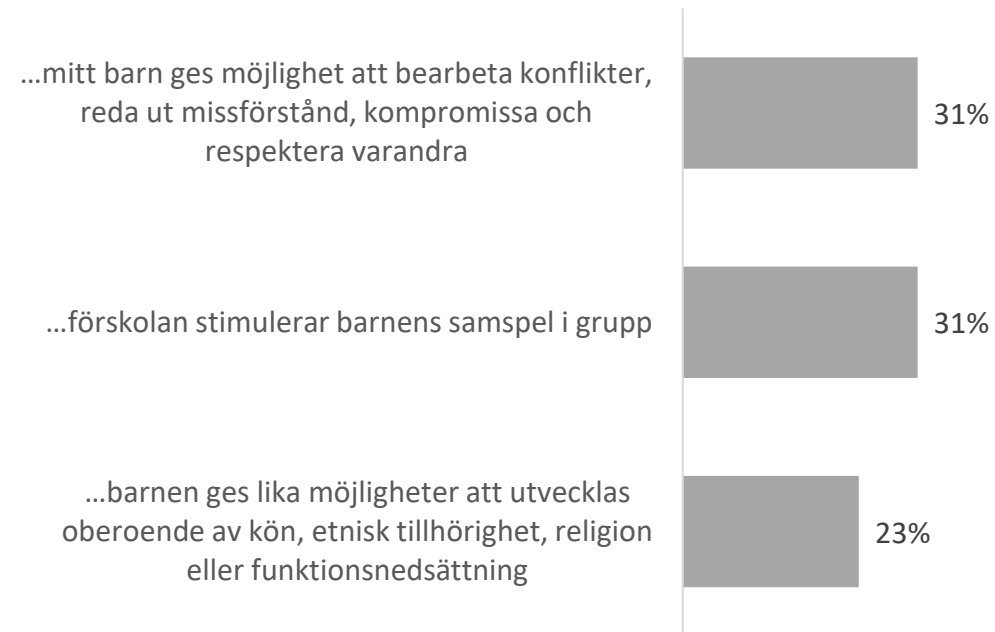 ...mitt barn ges möjlighet att bearbeta konflikter,
reda ut missförstånd, kompromissa och
respektera varandra
31%
...förskolan stimulerar barnens samspel i grupp
31%
...barnen ges lika möjligheter att utvecklas
oberoende av kön, etnisk tillhörighet, religion
eller funktionsnedsättning
23%